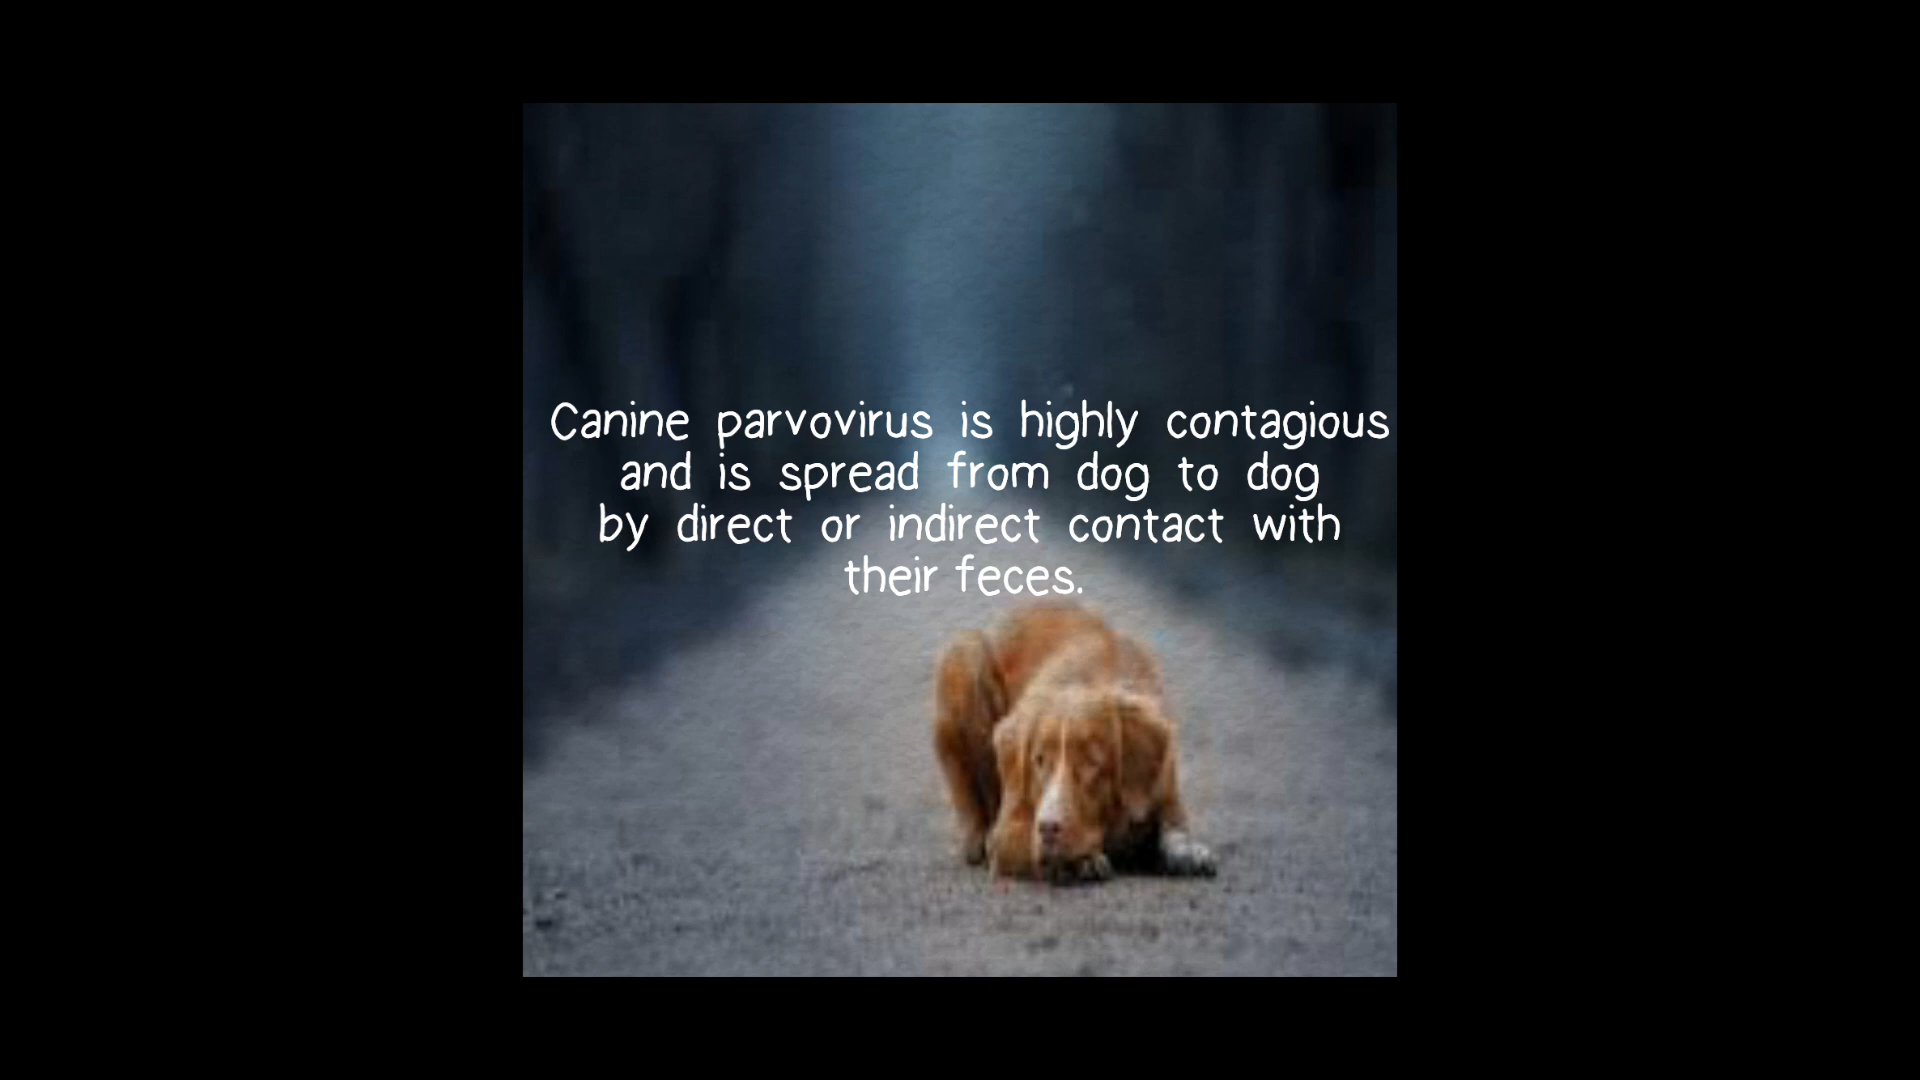 Canine parvovirus is highly contagious
and is spread from dog to dog
by direct or indirect contact with
their feces.